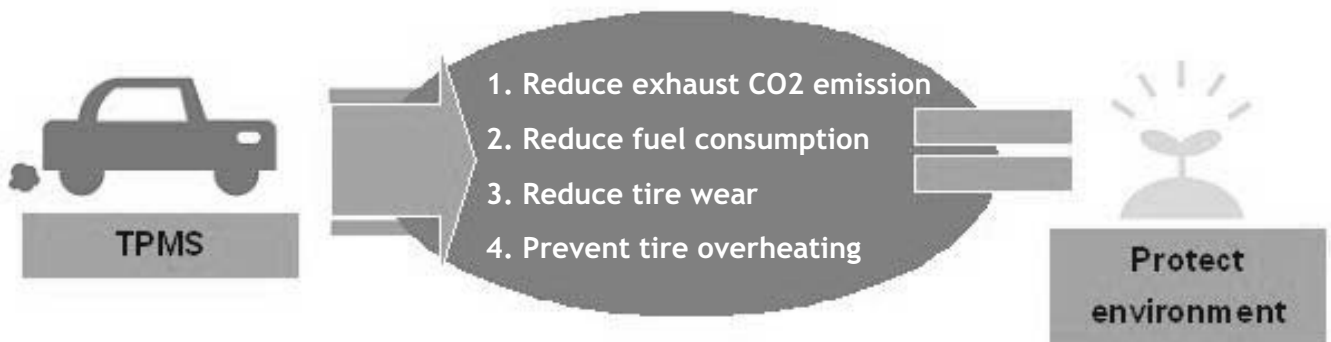 TPMS
1. Reduce exhaust CO2 emission
2. Reduce fuel consumption
3. Reduce tire wear
4. Prevent tire overheating
Protect
environment